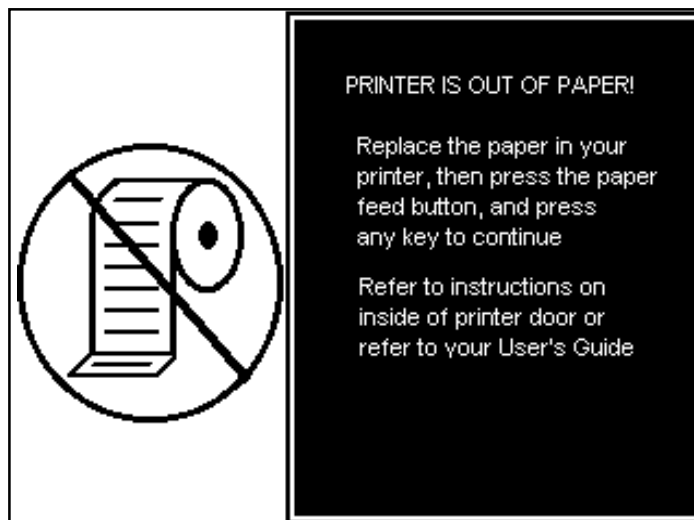 PRINTER IS OUT OF PAPER!
Replace the paper in your
printer, then press the paper
feed button, and press
any key to continue
Refer to instructions on
inside of printer door or
refer to your User's Guide